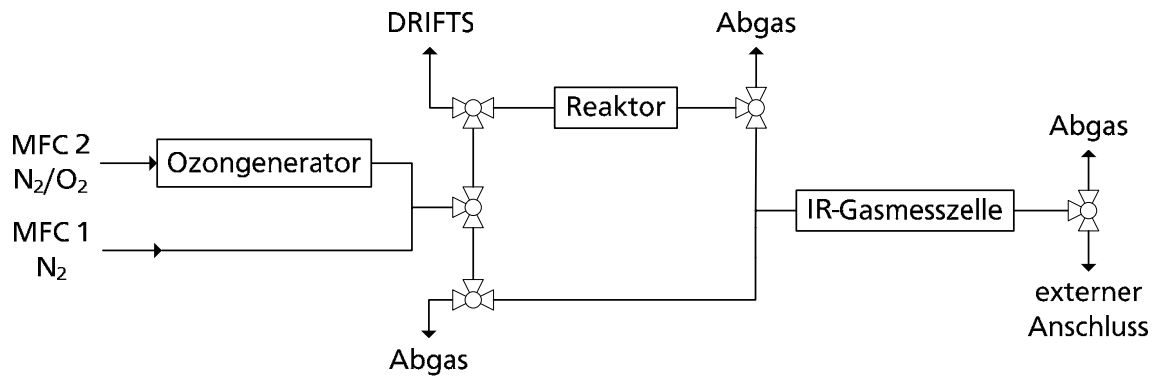 DRIFTS
Abgas
Reaktor
MFC 2
N₂/O₂
Ozongenerator
Abgas
MFC 1
N₂
IR-Gasmesszelle
Abgas
externer
Anschluss